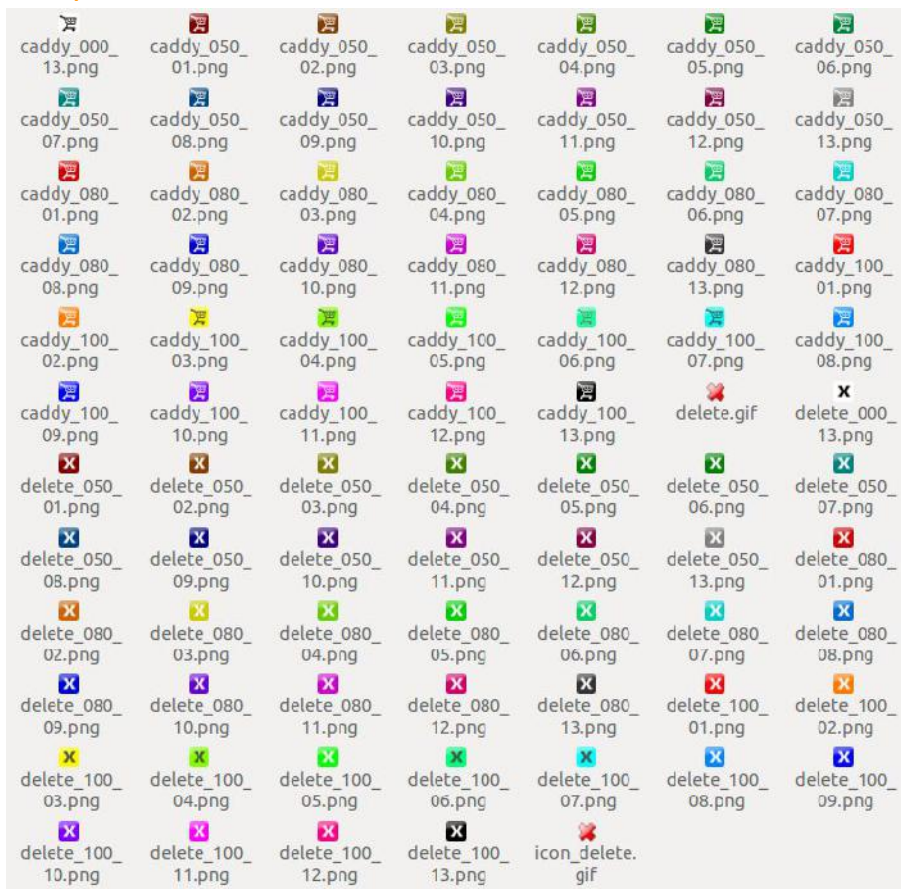 caddy_000_ caddy_050_ caddy_050_ caddy_050_ caddy_050_ caddy_050_ caddy_050_
13.png 01.png 02.png 03.png 04.png 05.png 06.png
caddy_050_ caddy_050_ caddy_050_ caddy_050_ caddy_050_ caddy_050_ caddy_050_
07.png 08.png 09.png 10.png 11.png 12.png 13.png
caddy_080_ caddy_080_ caddy_080_ caddy_080_ caddy_080_ caddy_080_ caddy_080_
01.png 02.png 03.png 04.png 05.png 06.png 07.png
caddy_080_ caddy_080_ caddy_080_ caddy_080_ caddy_080_ caddy_080_ caddy_100_
08.png 09.png 10.png 11.png 12.png 13.png 01.png
caddy_100_ caddy_100_ caddy_100_ caddy_100_ caddy_100_ caddy_100_ caddy_100_
02.png 03.png 04.png 05.png 06.png 07.png 08.png
caddy_100_ caddy_100_ caddy_100_ caddy_100_ caddy_100_ delete.gif delete_000_
09.png 10.png 11.png 12.png 13.png 13.png
delete_050_ delete_050_ delete_050_ delete_050_ delete_050_ delete_050_ delete_050_
01.png 02.png 03.png 04.png 05.png 06.png 07.png
delete_050_ delete_050_ delete_050_ delete_050_ delete_050_ delete_050_ delete_080_
08.png 09.png 10.png 11.png 12.png 13.png 01.png
delete_080_ delete_080_ delete_080_ delete_080_ delete_080_ delete_080_ delete_080_
02.png 03.png 04.png 05.png 06.png 07.png 08.png
delete_080_ delete_080_ delete_080_ delete_080_ delete_080_ delete_100_ delete_100_
09.png 10.png 11.png 12.png 13.png 01.png 02.png
delete_100_ delete_100_ delete_100_ delete_100_ delete_100_ delete_100_ delete_100_
03.png 04.png 05.png 06.png 07.png 08.png 09.png
delete_100_ delete_100_ delete_100_ delete_100_ icon_delete.
10.png 11.png 12.png 13.png gif